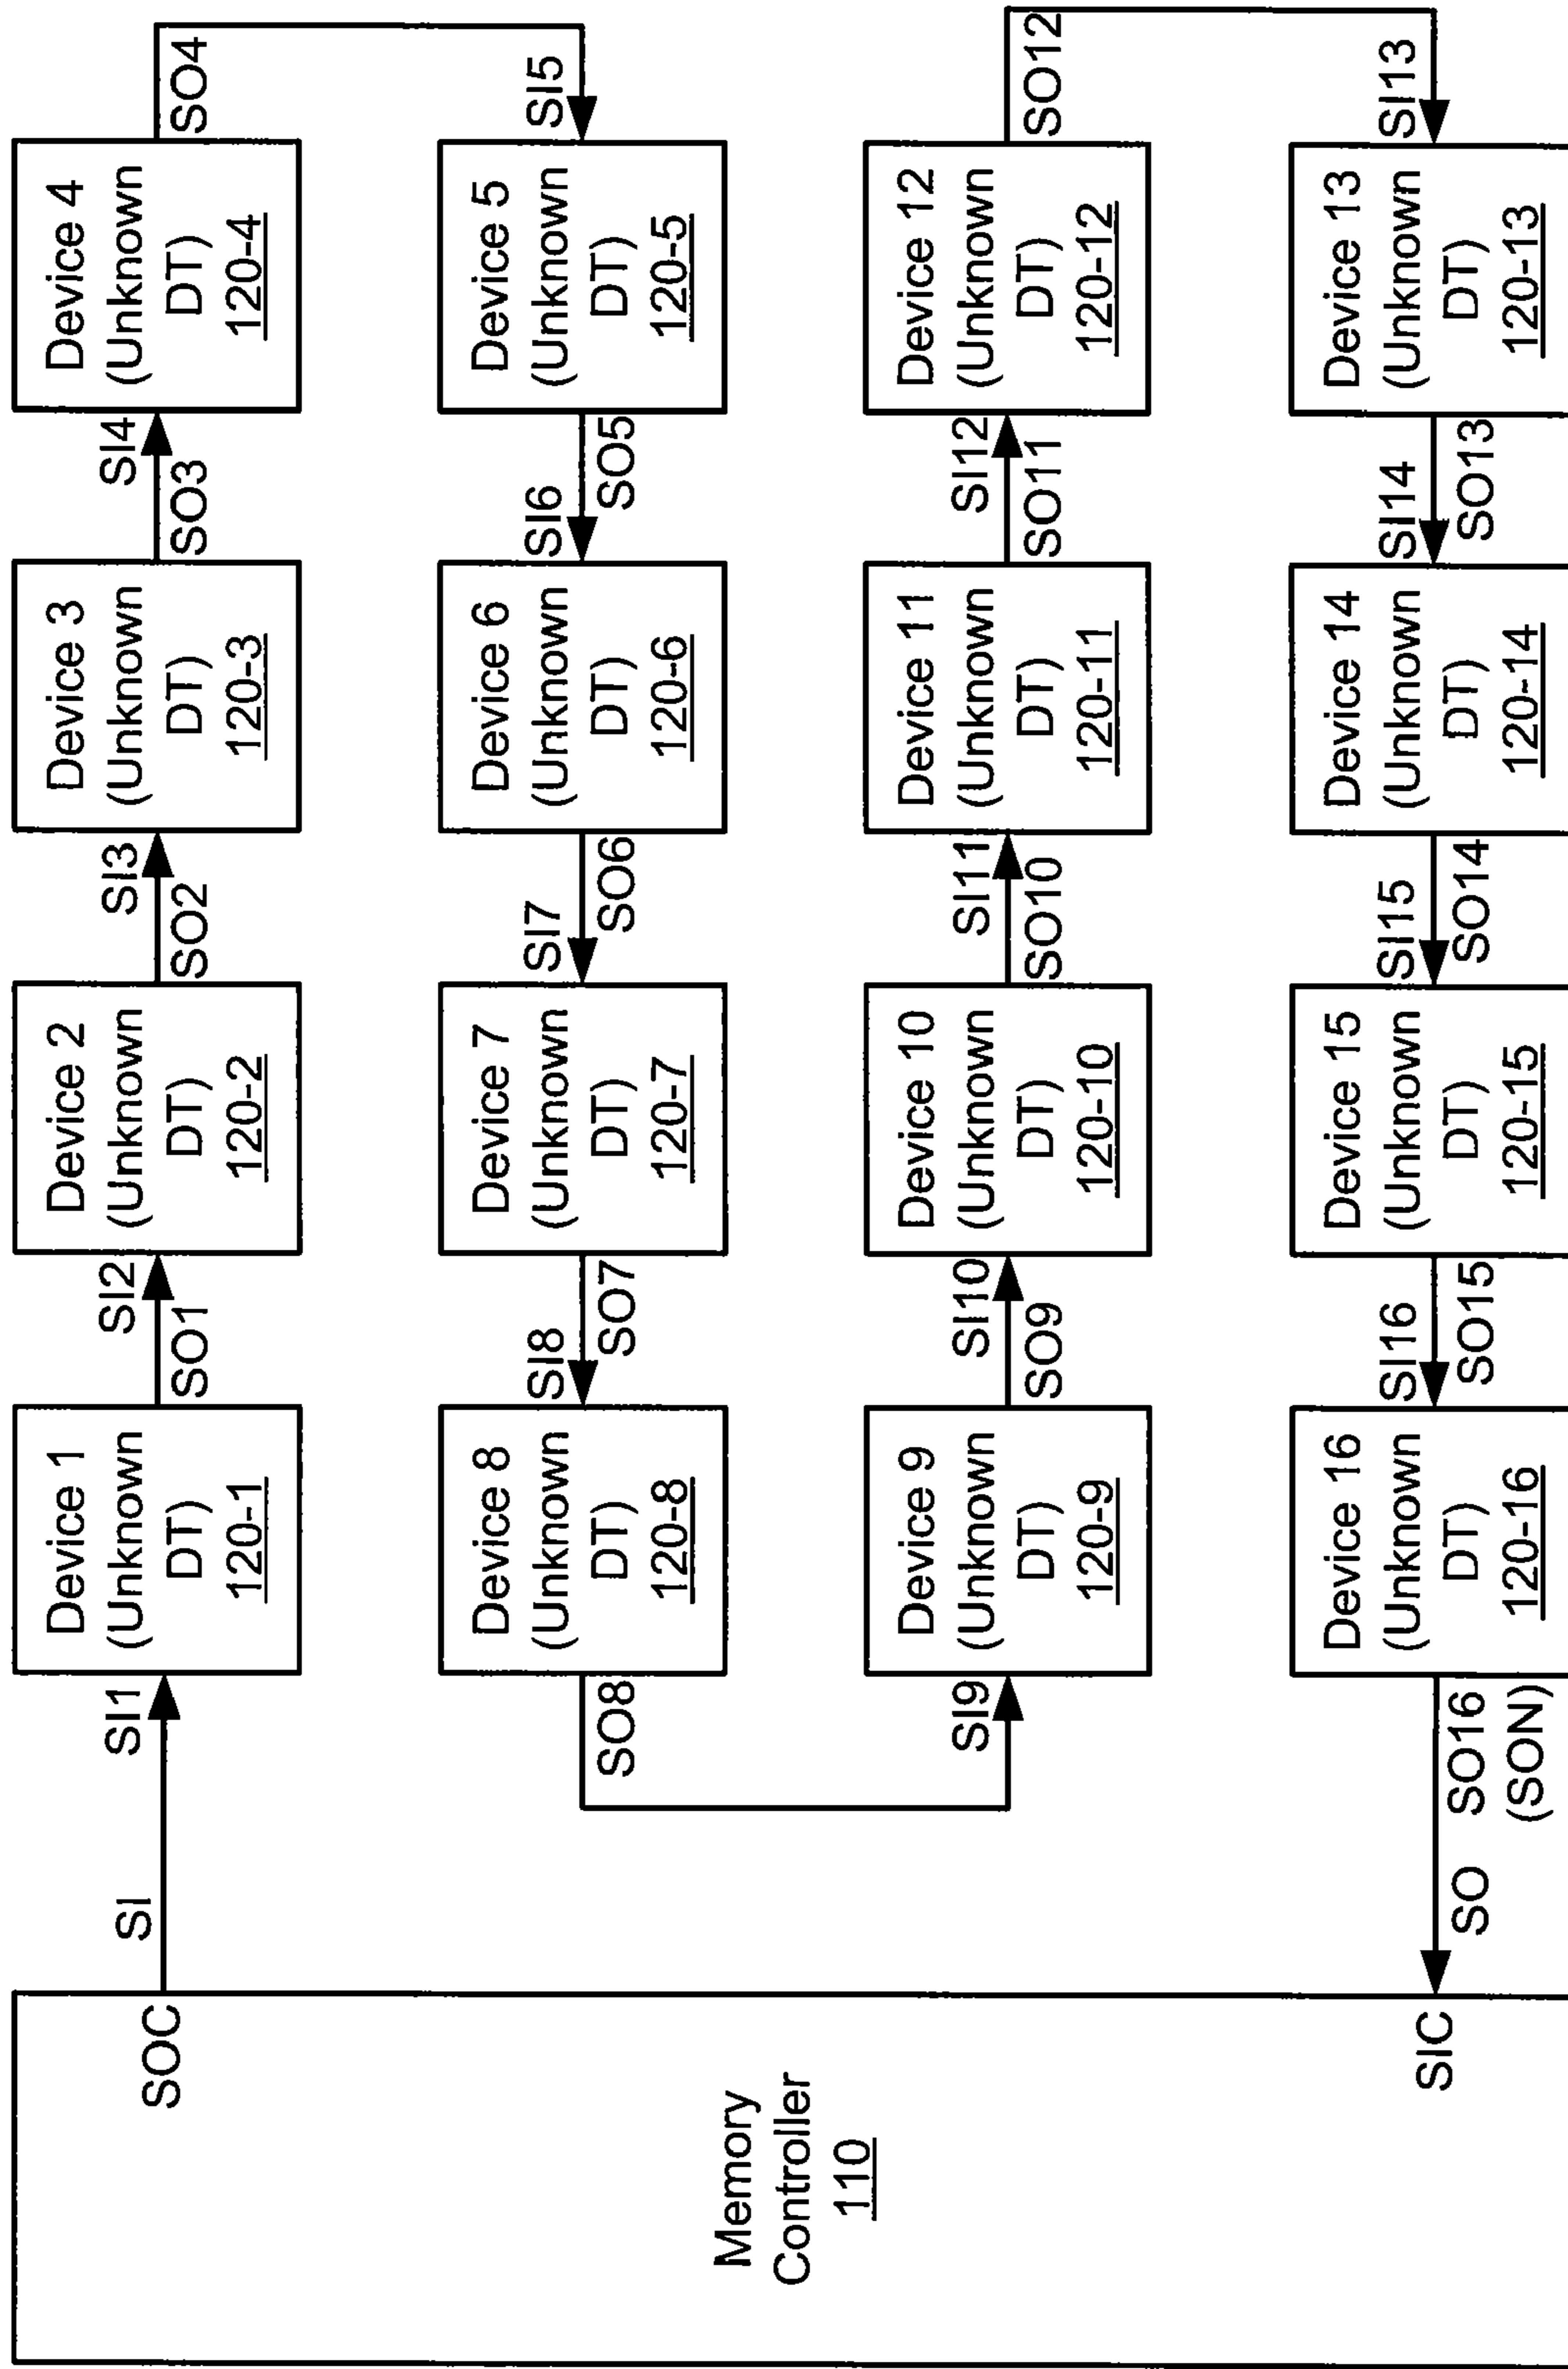 Memory
Controller
110
SOC
SIC
SI
SI1
Device 1
(Unknown
DT)
120-1
SO1
SI2
Device 2
(Unknown
DT)
120-2
SO2
SI3
Device 3
(Unknown
DT)
120-3
SO3
SI4
Device 4
(Unknown
DT)
120-4
SO4
SI5
Device 5
(Unknown
DT)
120-5
SO5
SI6
Device 6
(Unknown
DT)
120-6
SO6
SI7
Device 7
(Unknown
DT)
120-7
SO7
SI8
Device 8
(Unknown
DT)
120-8
SO8
SI9
Device 9
(Unknown
DT)
120-9
SO9
SI10
Device 10
(Unknown
DT)
120-10
SO10
SI11
Device 11
(Unknown
DT)
120-11
SO11
SI12
Device 12
(Unknown
DT)
120-12
SO12
SI13
Device 13
(Unknown
DT)
120-13
SO13
SI14
Device 14
(Unknown
DT)
120-14
SO14
SI15
Device 15
(Unknown
DT)
120-15
SO15
SI16
Device 16
(Unknown
DT)
120-16
SO SO16
(SON)